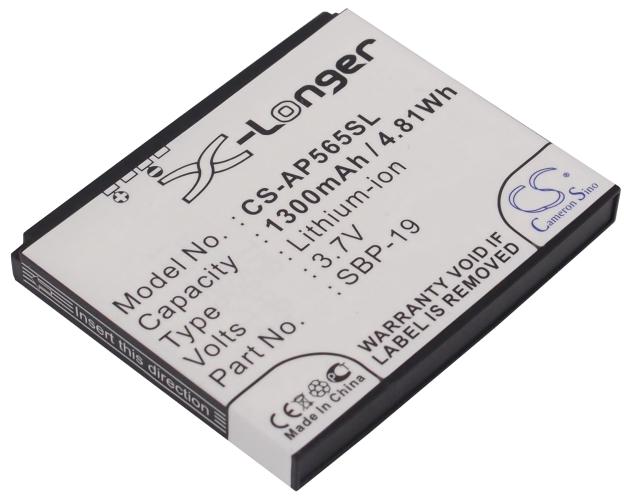 X-Longer
Model No. : CS-AP565SL
Capacity : 1300mAh / 4.81Wh
Type : Lithium-ion
Volts : 3.7V
Part No. : SBP-19
WARRANTY VOID IF
LABEL IS REMOVED
CS
Cameron Sino
CE
Made in China
Insert this direction
+ -